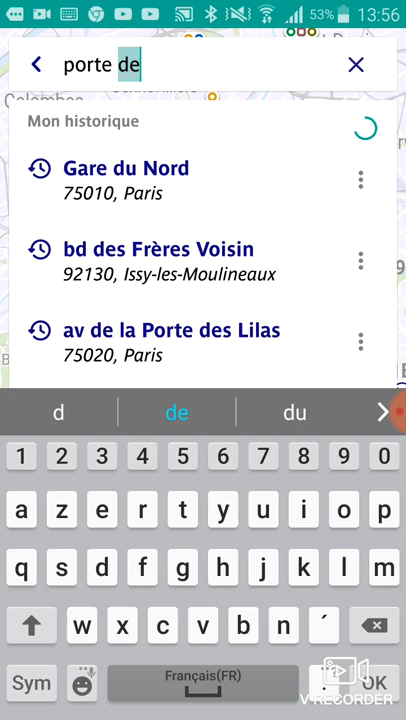 53% 13:56
porte de
Colombes
Mon historique
Gare du Nord
75010, Paris
bd des Frères Voisin
92130, Issy-les-Moulineaux
av de la Porte des Lilas
75020, Paris
d de du
1 2 3 4 5 6 7 8 9 0
a z e r t y u i o p
q s d f g h j k l m
w x c v b n ´
Sym Français(FR) . OK
V RECORDER